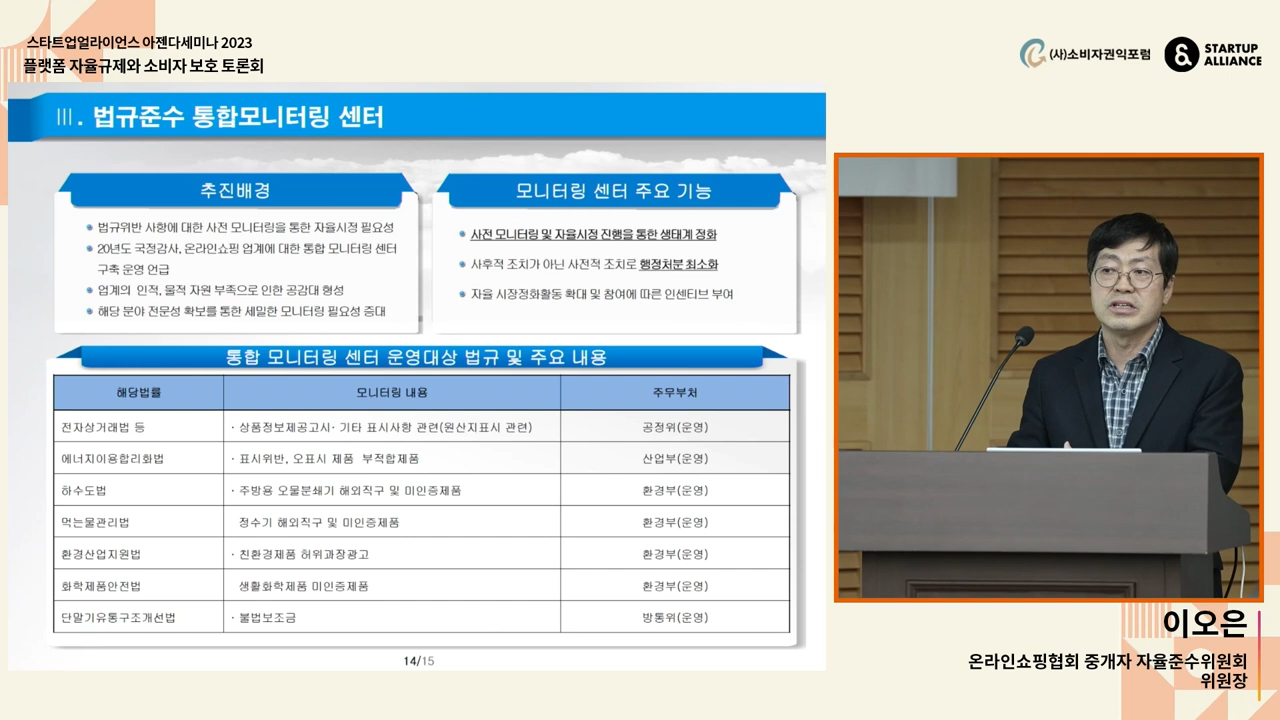 스타트업얼라이언스 아젠다세미나 2023
플랫폼 자율규제와 소비자 보호 토론회
(사)소비자권익포럼
STARTUP
ALLIANCE
III. 법규준수 통합모니터링 센터
추진배경
법규위반 사항에 대한 사전 모니터링을 통한 자율시정 필요성
20년도 국정감사, 온라인쇼핑 업계에 대한 통합 모니터링 센터
구축 운영 언급
업계의 인적, 물적 자원 부족으로 인한 공감대 형성
해당 분야 전문성 확보를 통한 세밀한 모니터링 필요성 증대
모니터링 센터 주요 기능
사전 모니터링 및 자율시정 진행을 통한 생태계 정화
사후적 조치가 아닌 사전적 조치로 행정처분 최소화
자율 시장정화활동 확대 및 참여에 따른 인센티브 부여
통합 모니터링 센터 운영대상 법규 및 주요 내용
해당법률 모니터링 내용 주무부처
전자상거래법 등 · 상품정보제공고시· 기타 표시사항 관련(원산지표시 관련) 공정위(운영)
에너지이용합리화법 · 표시위반, 오표시 제품 부적합제품 산업부(운영)
하수도법 · 주방용 오물분쇄기 해외직구 및 미인증제품 환경부(운영)
먹는물관리법 정수기 해외직구 및 미인증제품 환경부(운영)
환경산업지원법 · 친환경제품 허위과장광고 환경부(운영)
화학제품안전법 생활화학제품 미인증제품 환경부(운영)
단말기유통구조개선법 · 불법보조금 방통위(운영)
14/15
이오은
온라인쇼핑협회 중개자 자율준수위원회
위원장